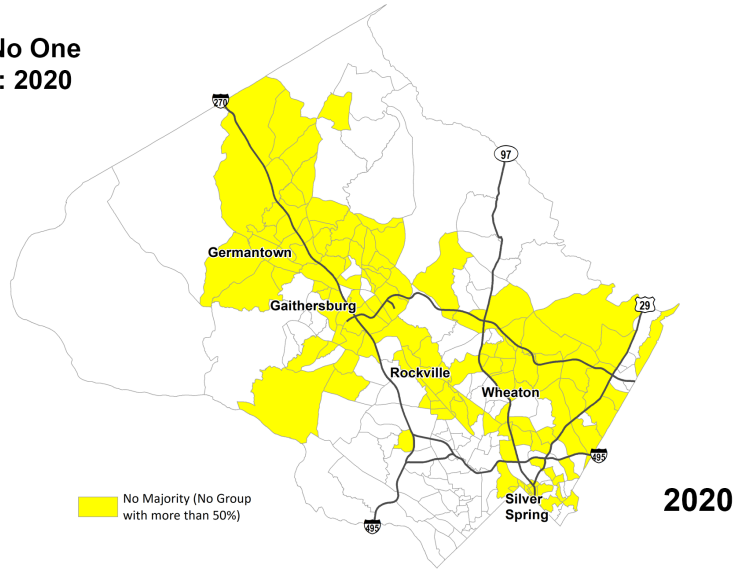 No One
: 2020
270
97
Germantown
29
Gaithersburg
Rockville
Wheaton
495
No Majority (No Group
with more than 50%)
Silver
Spring
2020
495